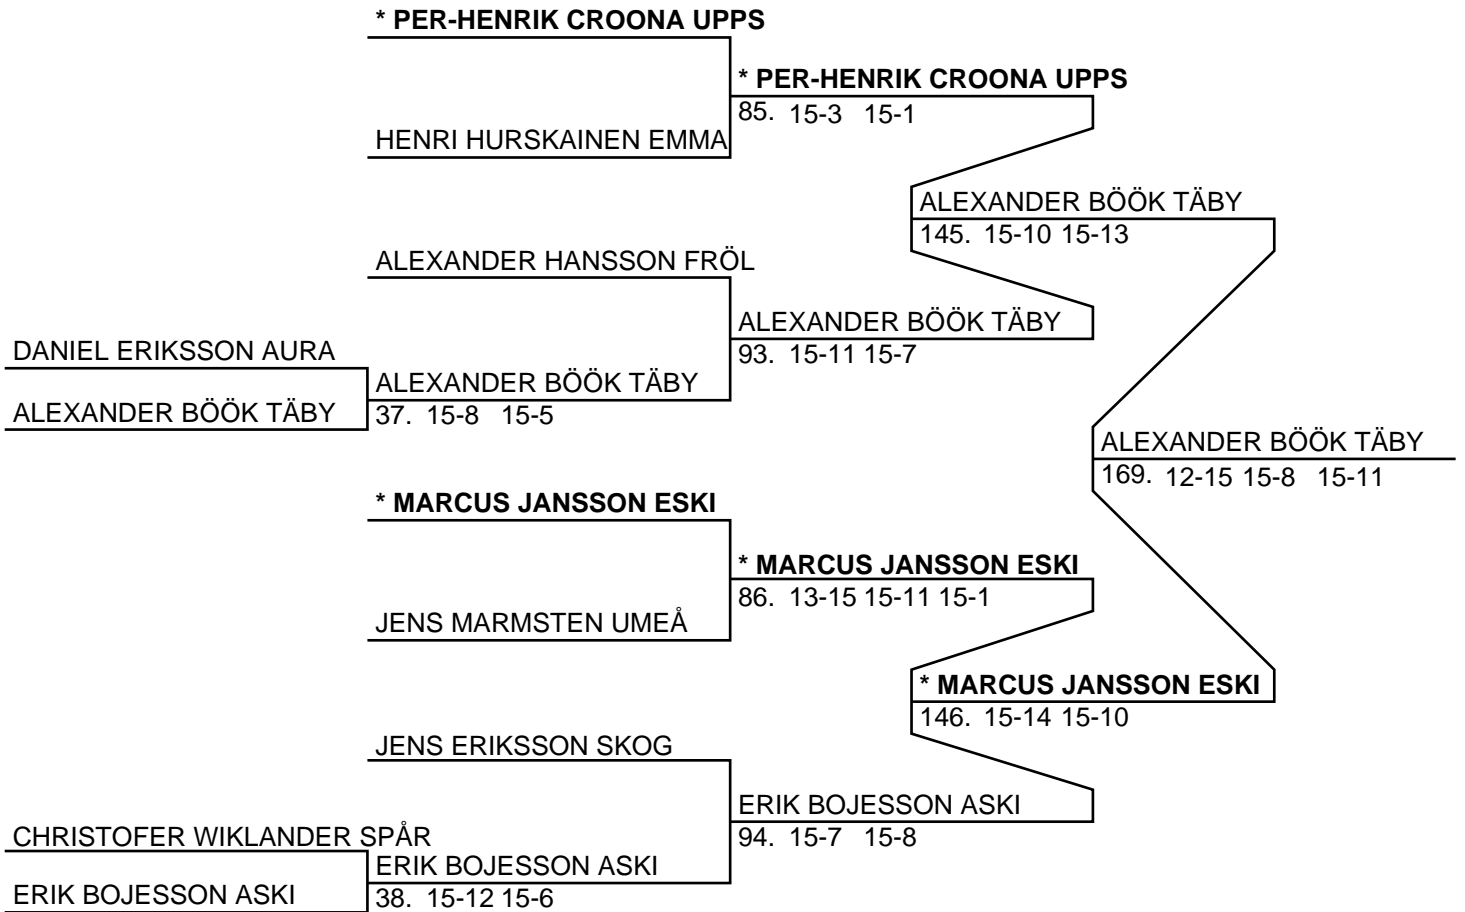 * PER-HENRIK CROONA UPPS
* PER-HENRIK CROONA UPPS
85. 15-3 15-1
HENRI HURSKAINEN EMMA
ALEXANDER BÖÖK TÄBY
145. 15-10 15-13
ALEXANDER HANSSON FRÖL
ALEXANDER BÖÖK TÄBY
93. 15-11 15-7
DANIEL ERIKSSON AURA
ALEXANDER BÖÖK TÄBY
37. 15-8 15-5
ALEXANDER BÖÖK TÄBY
ALEXANDER BÖÖK TÄBY
169. 12-15 15-8 15-11
* MARCUS JANSSON ESKI
* MARCUS JANSSON ESKI
86. 13-15 15-11 15-1
JENS MARMSTEN UMEÅ
* MARCUS JANSSON ESKI
146. 15-14 15-10
JENS ERIKSSON SKOG
ERIK BOJESSON ASKI
94. 15-7 15-8
CHRISTOFER WIKLANDER SPÅR
ERIK BOJESSON ASKI
38. 15-12 15-6
ERIK BOJESSON ASKI